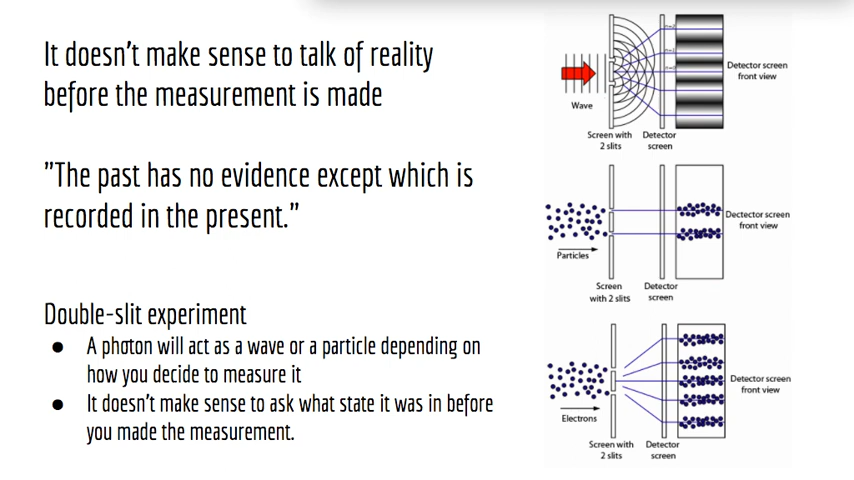 It doesn't make sense to talk of reality
before the measurement is made
"The past has no evidence except which is
recorded in the present."
Double-slit experiment
● A photon will act as a wave or a particle depending on
how you decide to measure it
● It doesn't make sense to ask what state it was in before
you made the measurement.
Wave
Screen with
2 slits
Detector
screen
Detector screen
front view
Particles
Screen
with 2 slits
Detector
screen
Dectector screen
front view
Electrons
Screen with
2 slits
Detector
screen
Detector screen
front view